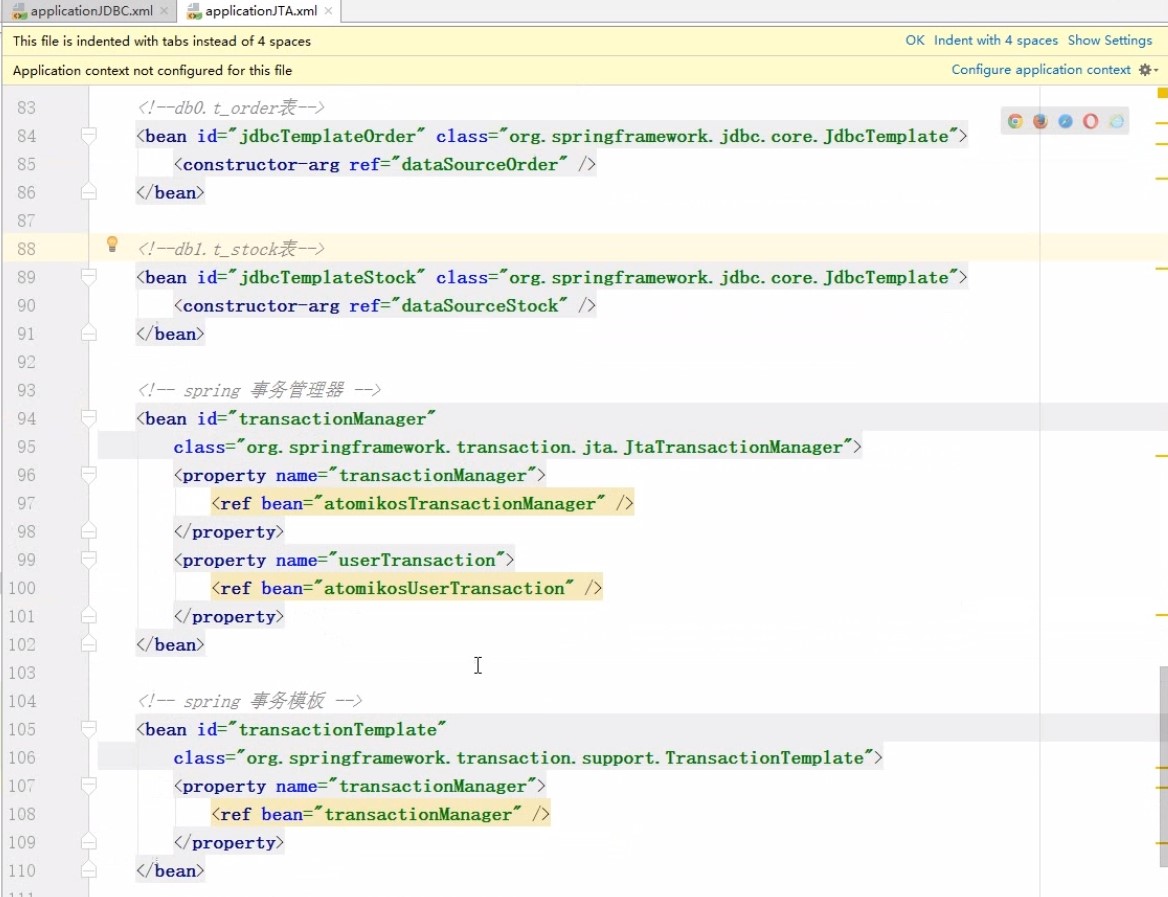 applicationJDBC.xml applicationJTA.xml
This file is indented with tabs instead of 4 spaces OK Indent with 4 spaces Show Settings
Application context not configured for this file Configure application context
83 <!--db0.t_order表-->
84 <bean id="jdbcTemplateOrder" class="org.springframework.jdbc.core.JdbcTemplate">
85 <constructor-arg ref="dataSourceOrder" />
86 </bean>
87
88 <!--db1.t_stock表-->
89 <bean id="jdbcTemplateStock" class="org.springframework.jdbc.core.JdbcTemplate">
90 <constructor-arg ref="dataSourceStock" />
91 </bean>
92
93 <!-- spring 事务管理器 -->
94 <bean id="transactionManager"
95 class="org.springframework.transaction.jta.JtaTransactionManager">
96 <property name="transactionManager">
97 <ref bean="atomikosTransactionManager" />
98 </property>
99 <property name="userTransaction">
100 <ref bean="atomikosUserTransaction" />
101 </property>
102 </bean>
103
104 <!-- spring 事务模板 -->
105 <bean id="transactionTemplate"
106 class="org.springframework.transaction.support.TransactionTemplate">
107 <property name="transactionManager">
108 <ref bean="transactionManager" />
109 </property>
110 </bean>